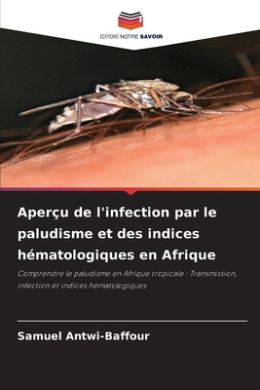 EDITIONS NOTRE SAVOIR
Aperçu de l'infection par le
paludisme et des indices
hématologiques en Afrique
Comprendre le paludisme en Afrique tropicale : Transmission,
infection et indices hématologiques
Samuel Antwi-Baffour